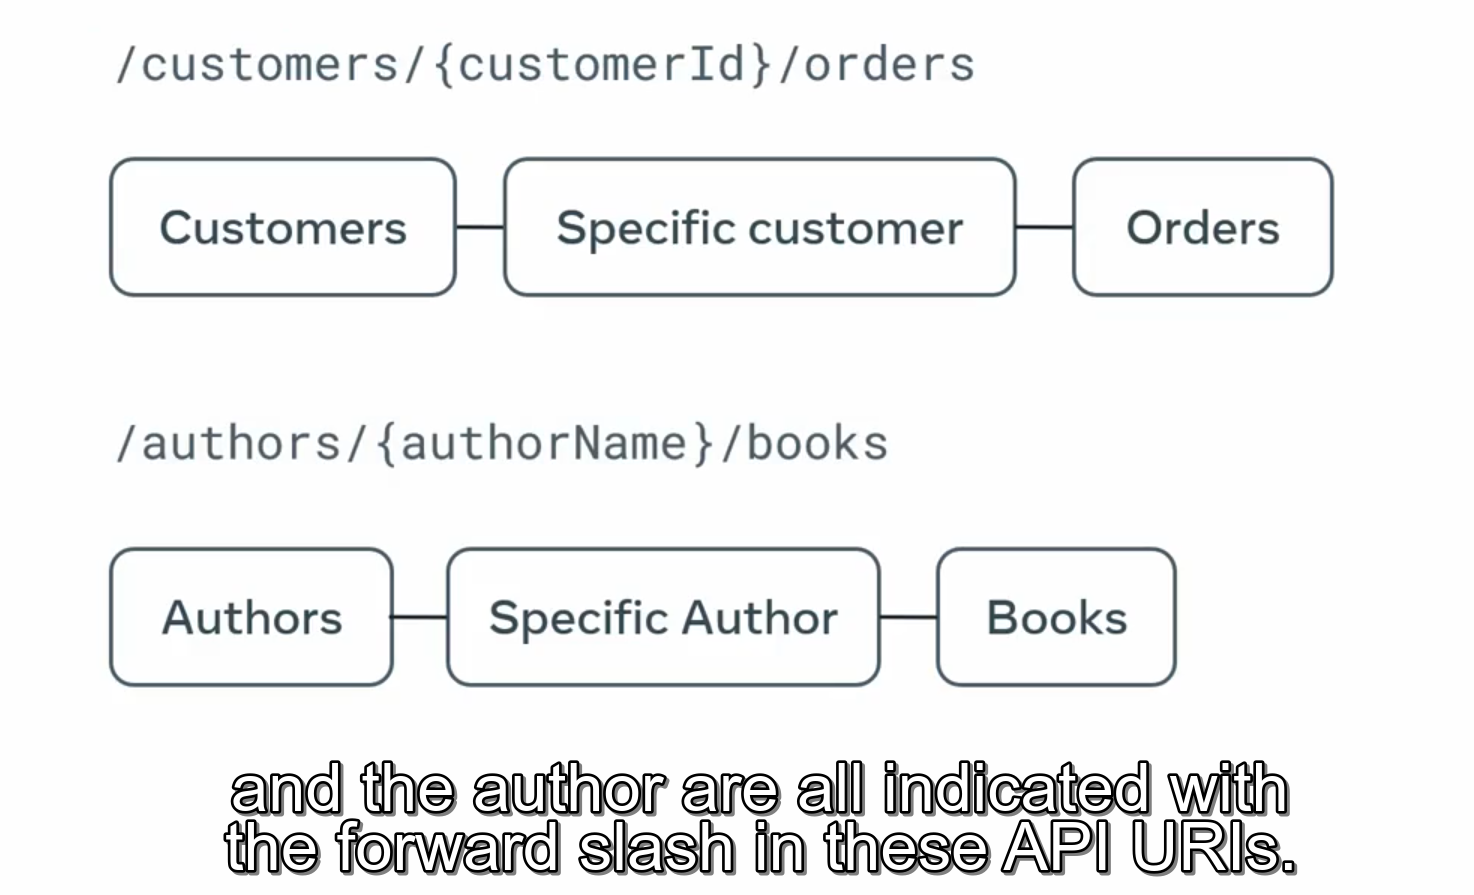 /customers/{customerId}/orders
Customers
Specific customer
Orders
/authors/{authorName}/books
Authors
Specific Author
Books
and the author are all indicated with
the forward slash in these API URIs.